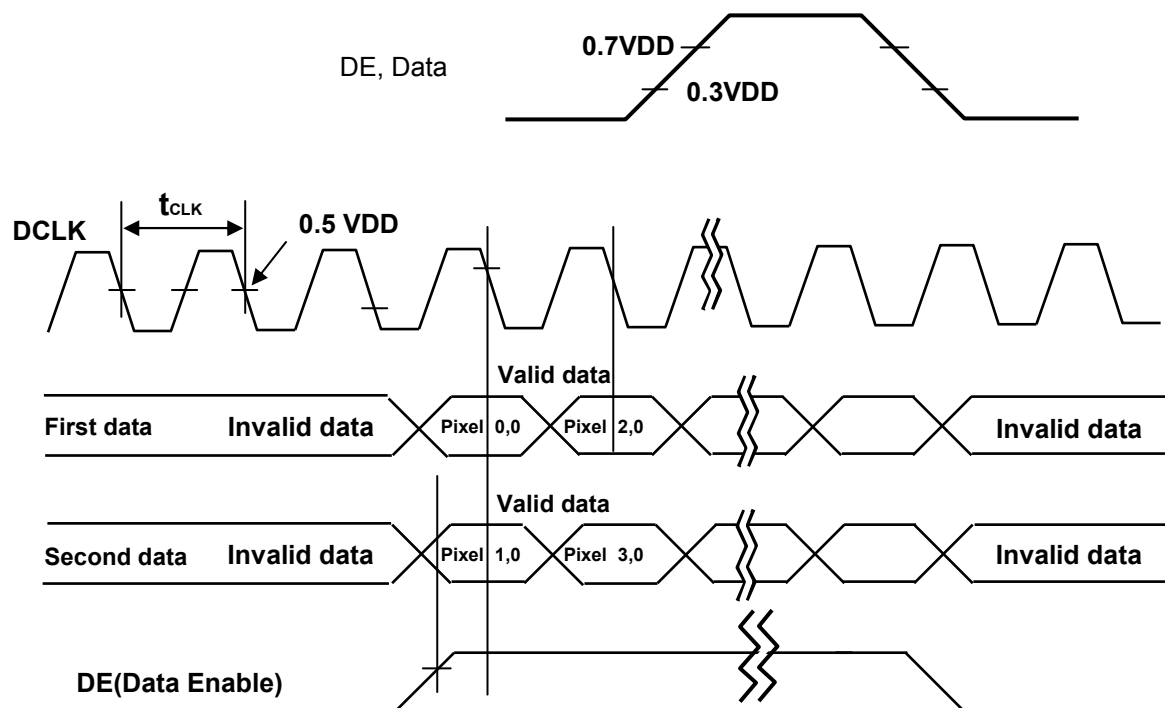 0.7VDD
DE, Data
0.3VDD
tCLK
0.5 VDD
DCLK
Valid data
First data Invalid data Pixel 0,0 Pixel 2,0 Invalid data
Valid data
Second data Invalid data Pixel 1,0 Pixel 3,0 Invalid data
DE(Data Enable)